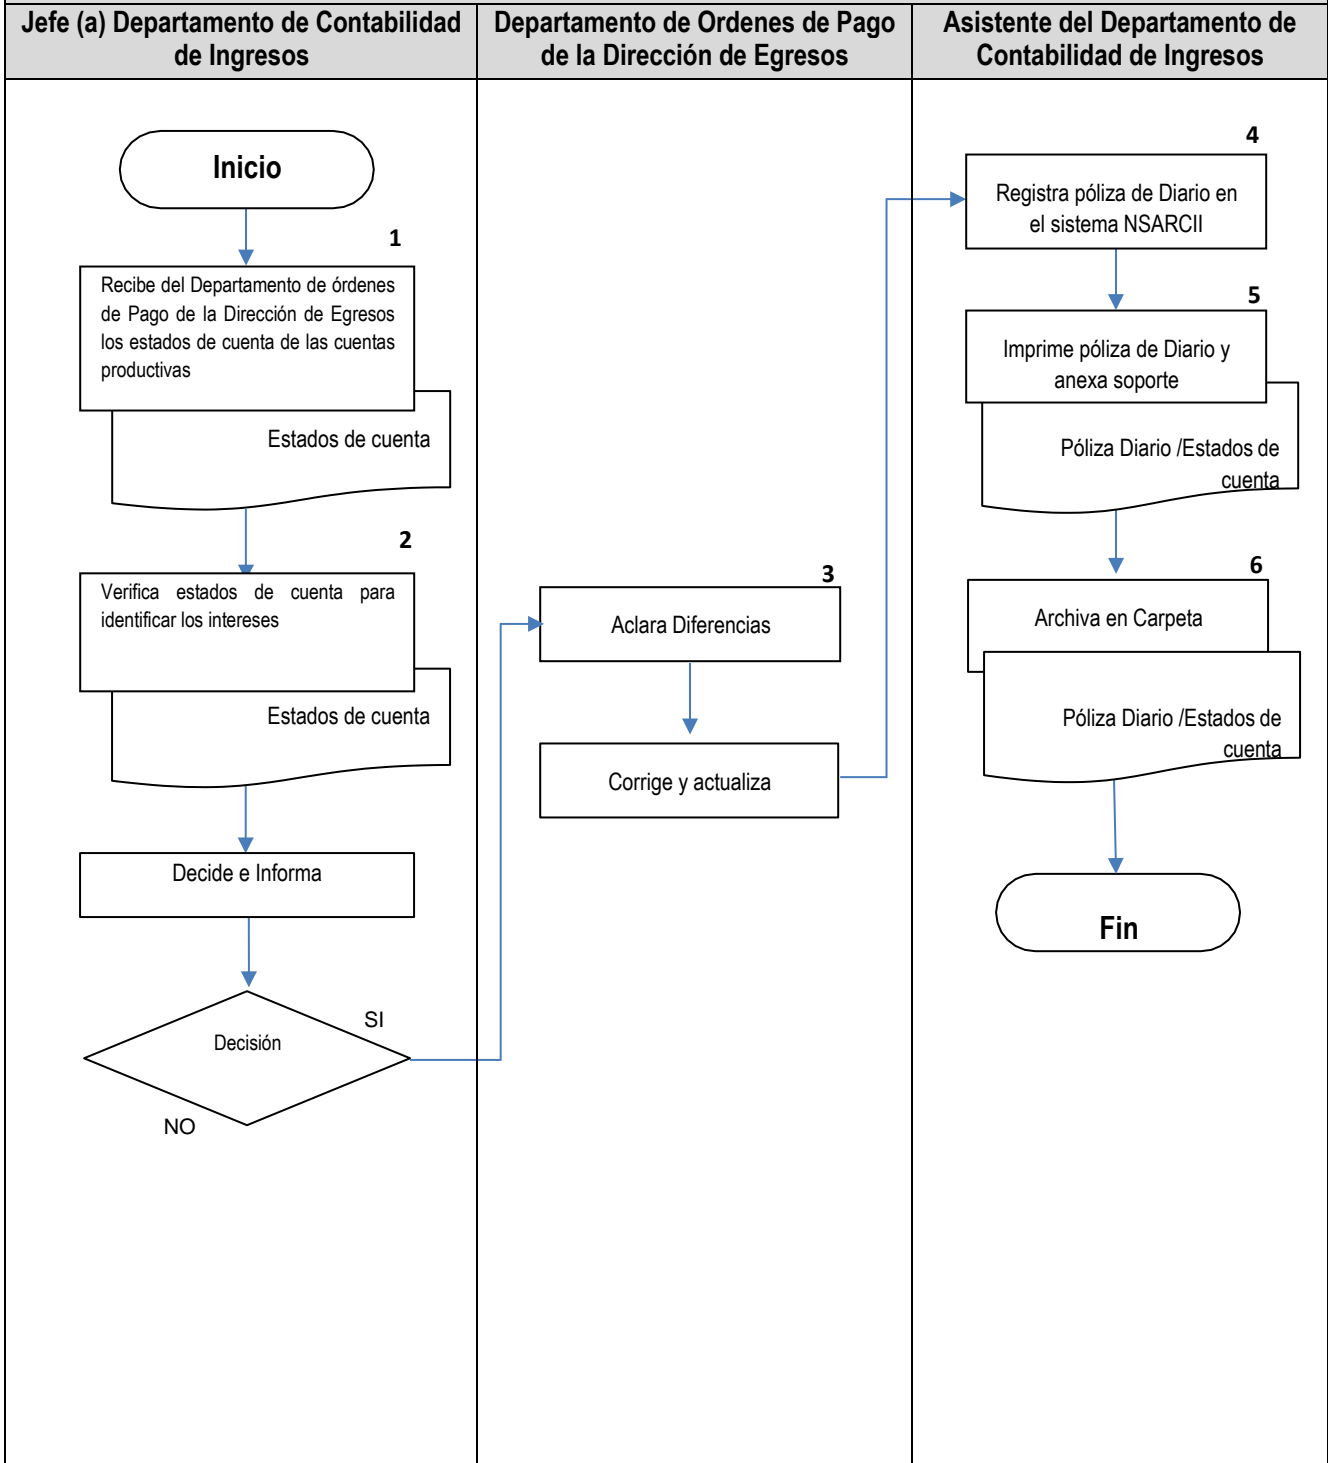 Jefe (a) Departamento de Contabilidad
de Ingresos
Departamento de Ordenes de Pago
de la Dirección de Egresos
Asistente del Departamento de
Contabilidad de Ingresos
Inicio
1
Recibe del Departamento de órdenes
de Pago de la Dirección de Egresos
los estados de cuenta de las cuentas
productivas
Estados de cuenta
2
Verifica estados de cuenta para
identificar los intereses
Estados de cuenta
Decide e Informa
Decisión
SI
NO
3
Aclara Diferencias
Corrige y actualiza
4
Registra póliza de Diario en
el sistema NSARCII
5
Imprime póliza de Diario y
anexa soporte
Póliza Diario /Estados de
cuenta
6
Archiva en Carpeta
Póliza Diario /Estados de
cuenta
Fin